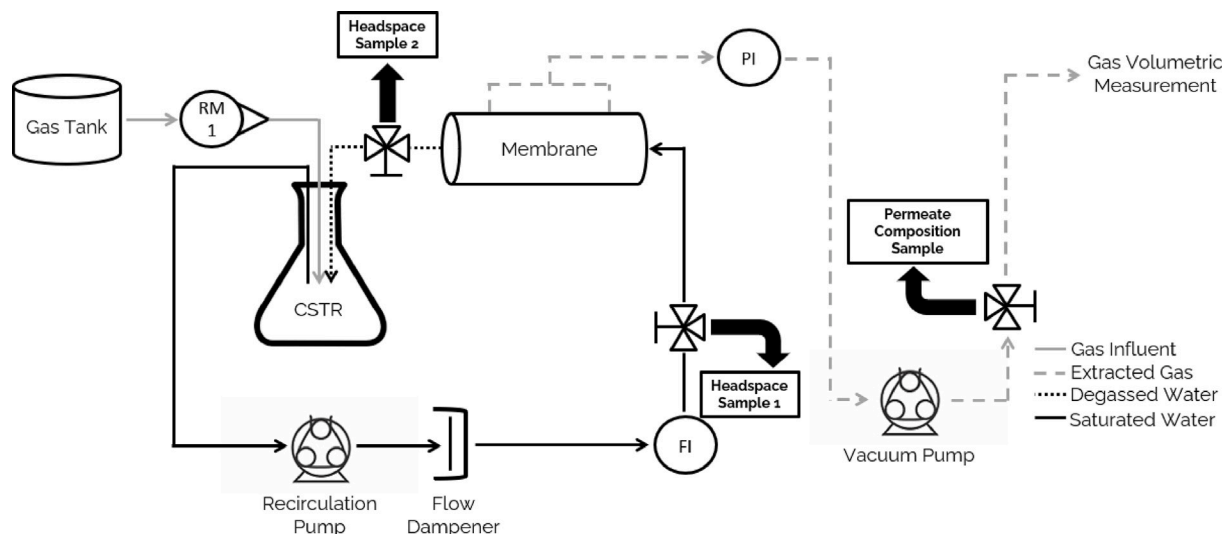 Headspace
Sample 2
PI
Gas Volumetric
Measurement
Gas Tank
RM
1
Membrane
Permeate
Composition
Sample
CSTR
Headspace
Sample 1
FI
Gas Influent
Extracted Gas
Degassed Water
Saturated Water
Vacuum Pump
Recirculation
Pump
Flow
Dampener